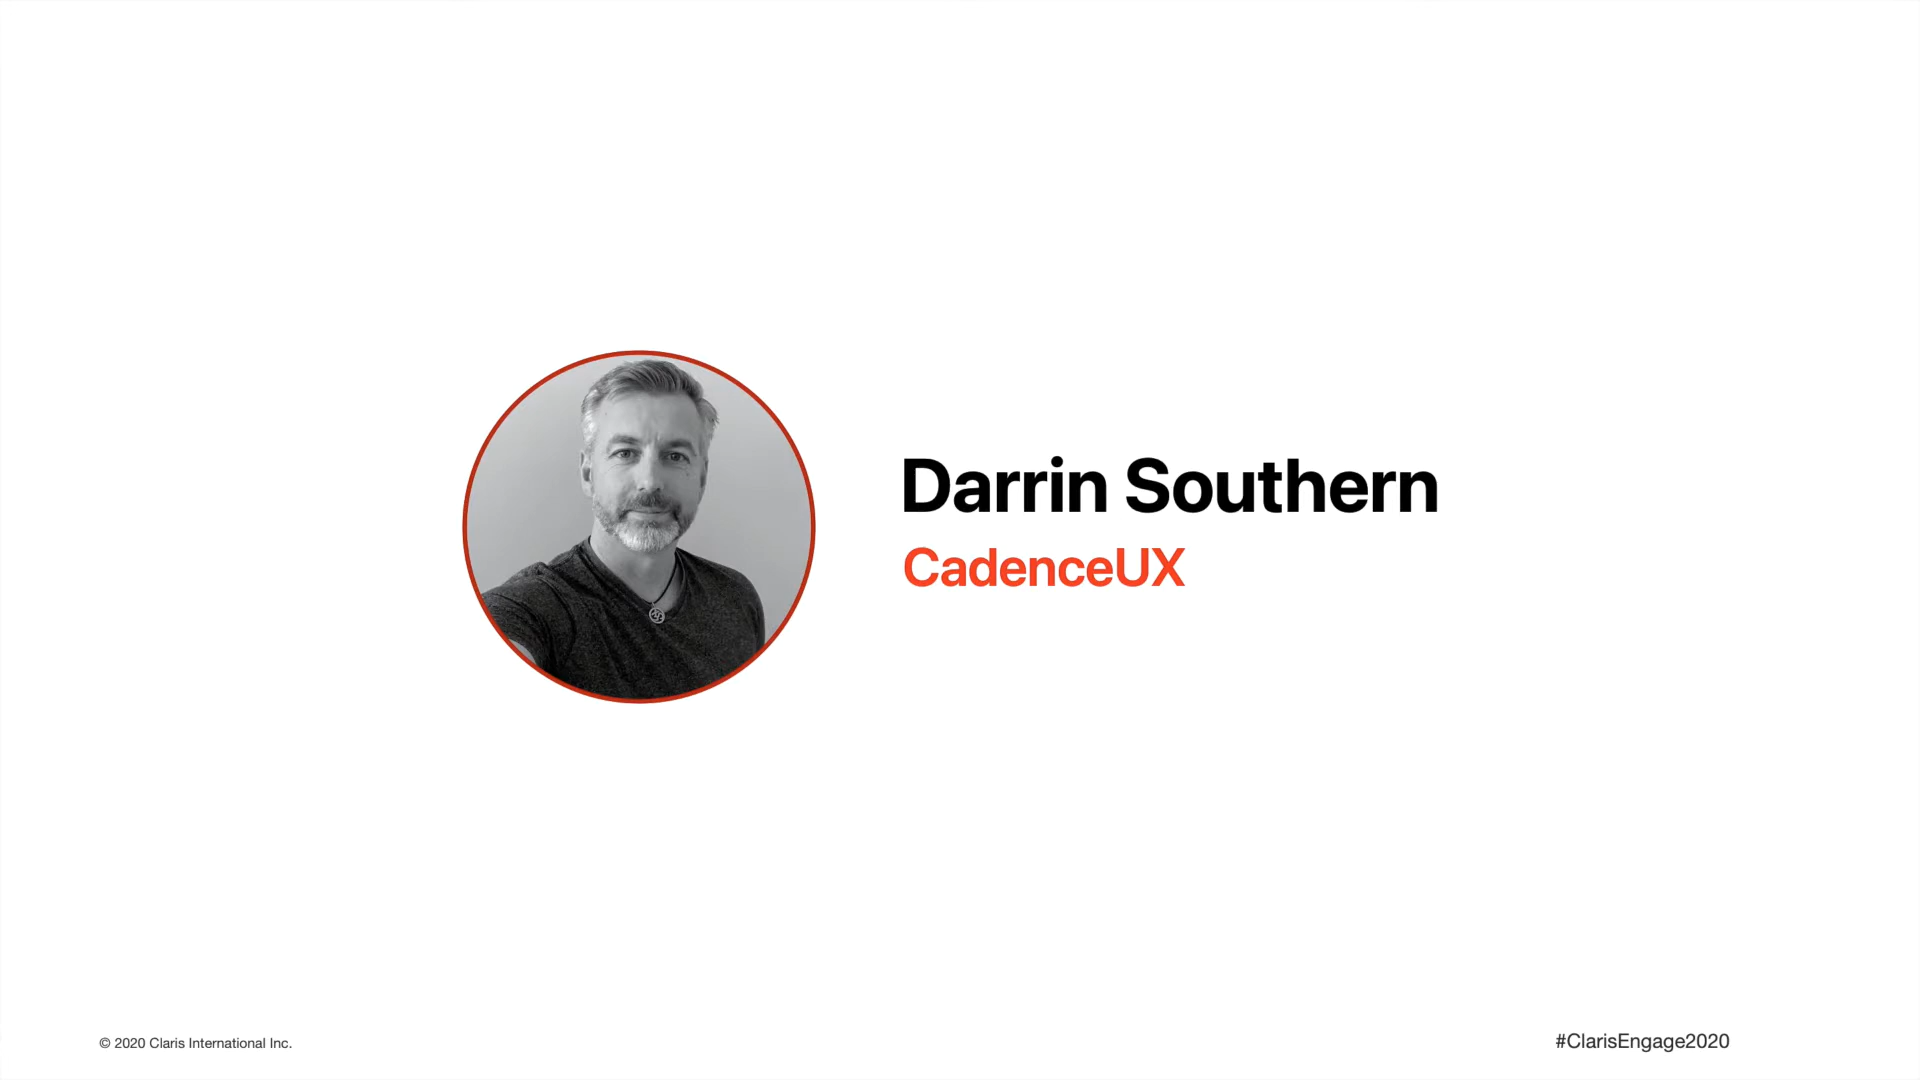 Darrin Southern
CadenceUX
© 2020 Claris International Inc.
#ClarisEngage2020